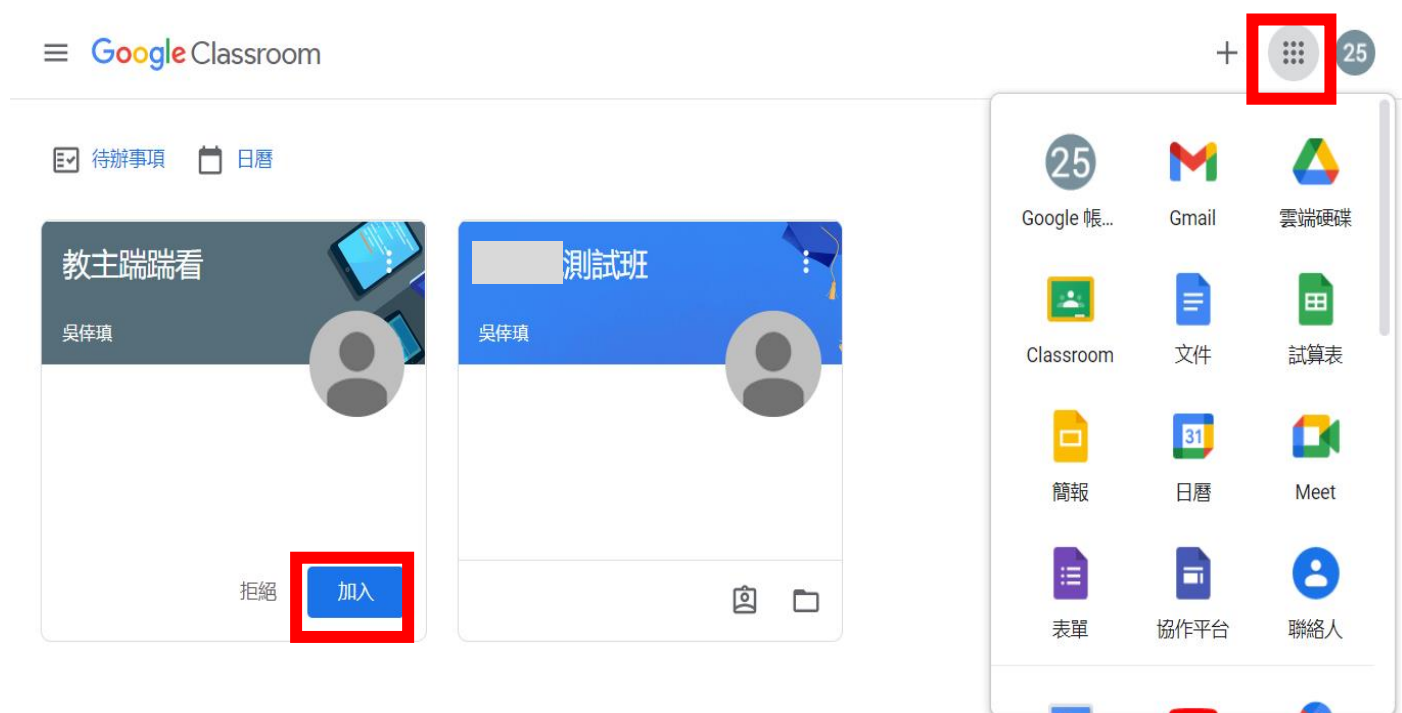 Google Classroom
25
待辦事項 日曆
教主踹踹看
吳倖瑱
拒絕 加入
測試班
吳倖瑱
25
Google 帳... Gmail 雲端硬碟
Classroom 文件 試算表
31
簡報 日曆 Meet
表單 協作平台 聯絡人